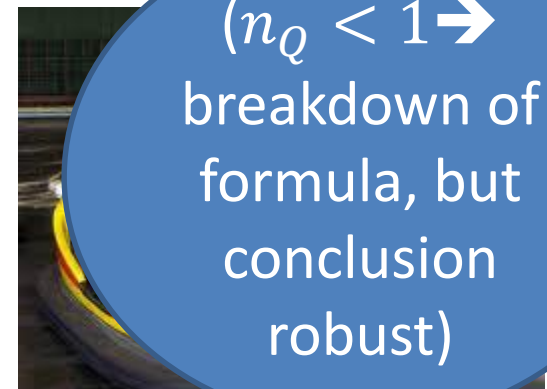 (n_Q < 1➔
breakdown of
formula, but
conclusion
robust)